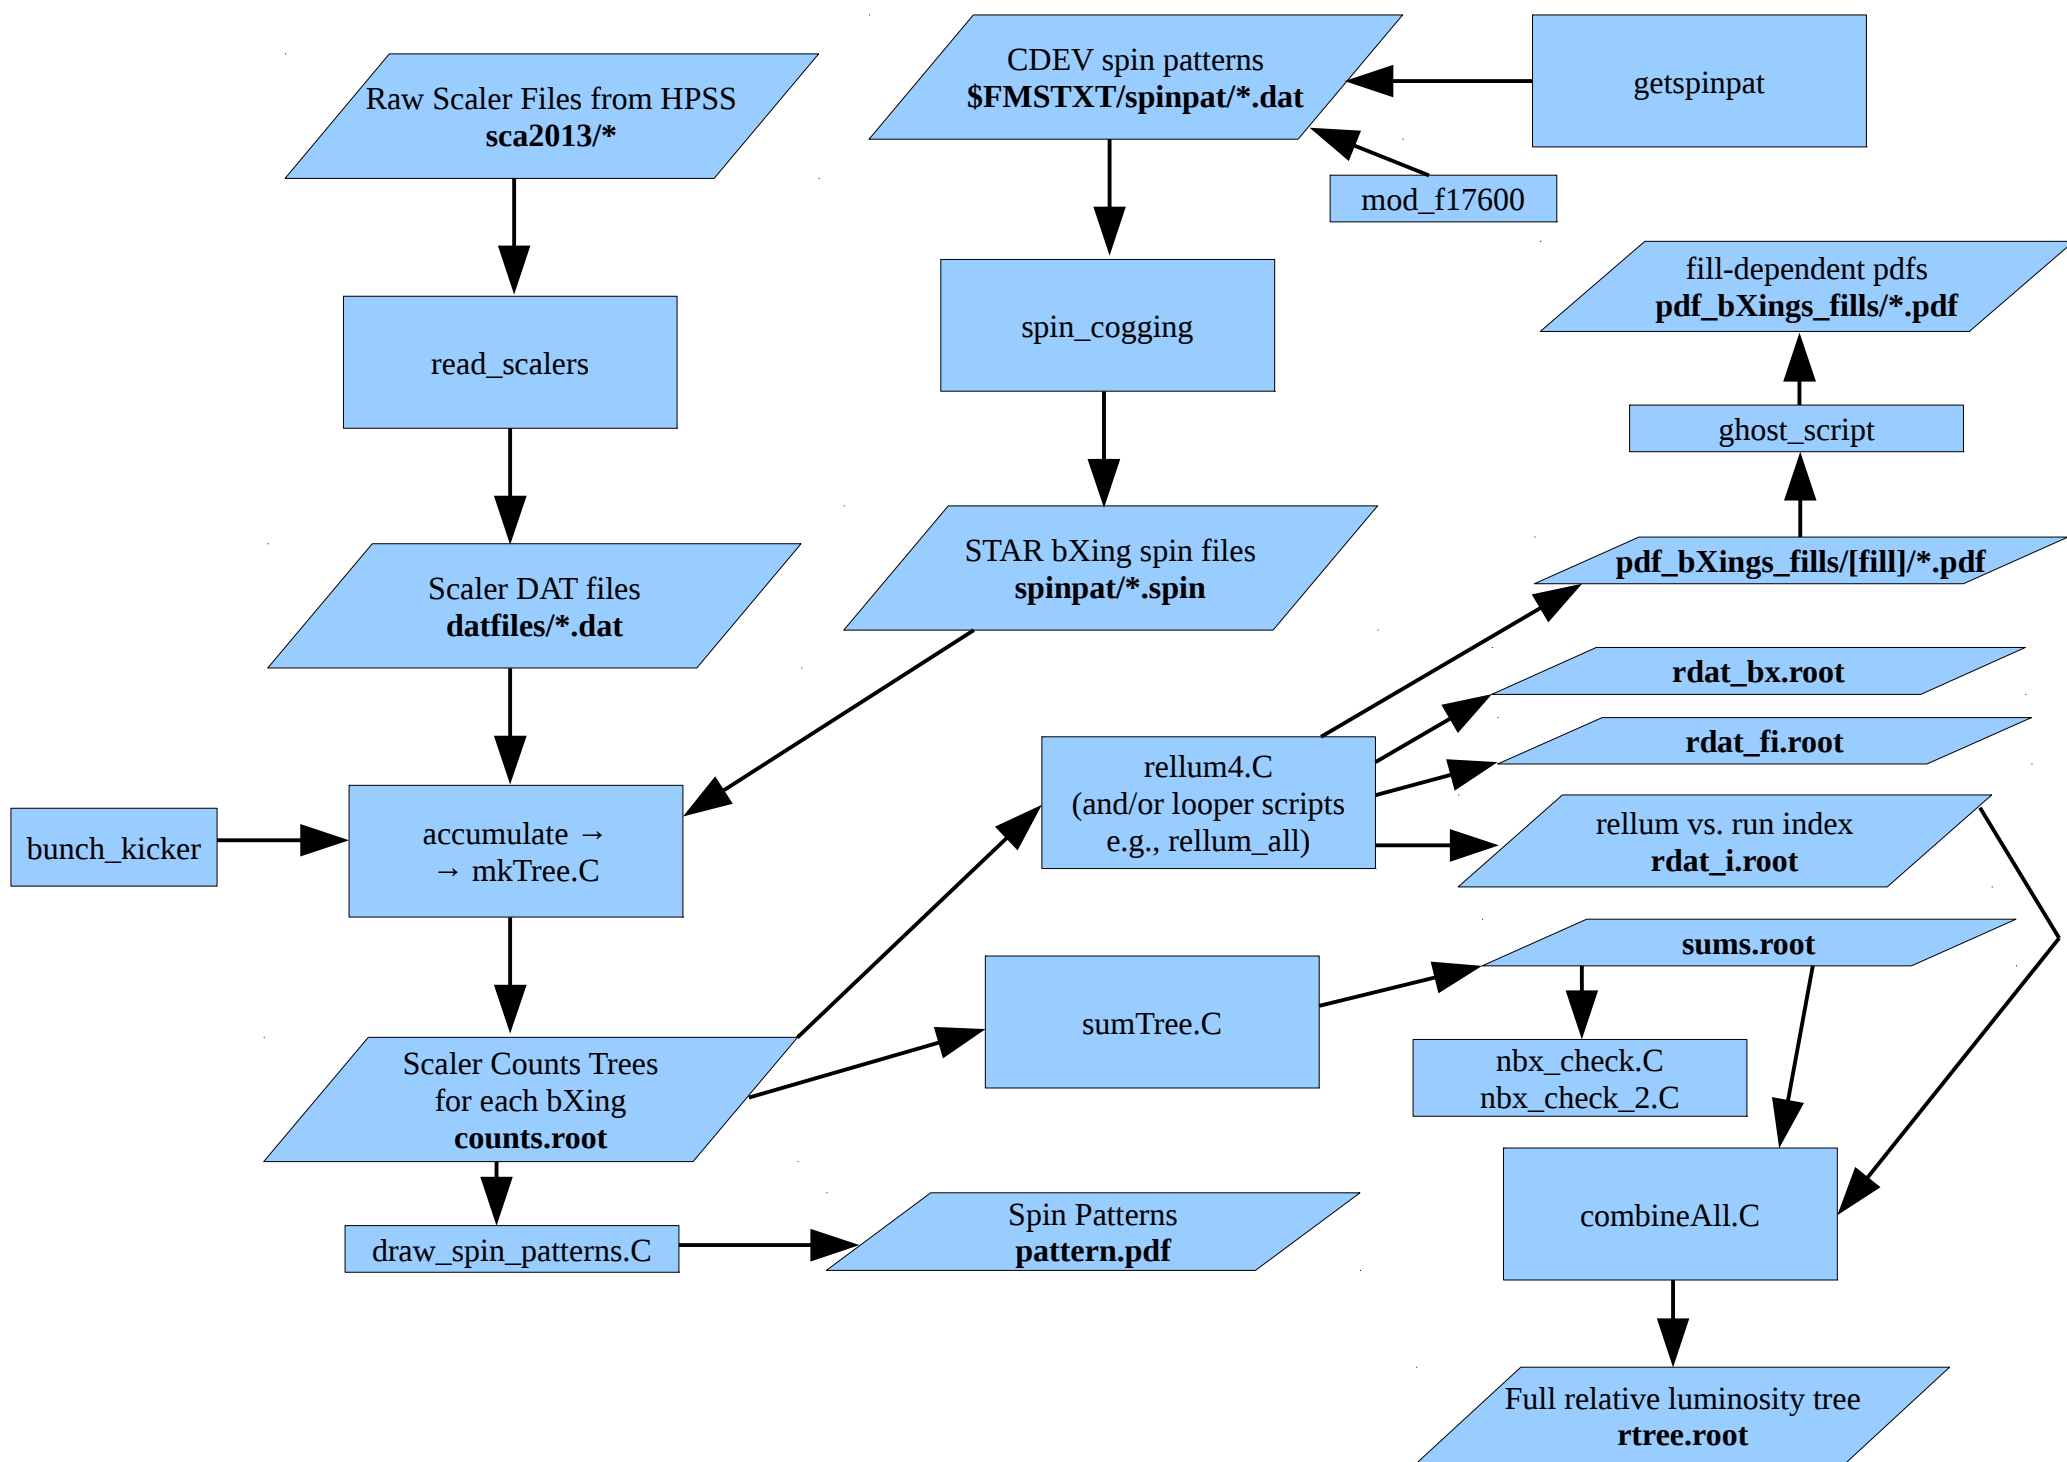 Raw Scaler Files from HPSS
sca2013/*
CDEV spin patterns
$FMSTXT/spinpat/*.dat
getspinpat
mod_f17600
fill-dependent pdfs
pdf_bXings_fills/*.pdf
spin_cogging
read_scalers
ghost_script
STAR bXing spin files
spinpat/*.spin
pdf_bXings_fills/[fill]/*.pdf
Scaler DAT files
datfiles/*.dat
rdat_bx.root
rdat_fi.root
rellum4.C
(and/or looper scripts
e.g., rellum_all)
rellum vs. run index
rdat_i.root
bunch_kicker
accumulate →
→ mkTree.C
sums.root
sumTree.C
nbx_check.C
nbx_check_2.C
Scaler Counts Trees
for each bXing
counts.root
combineAll.C
draw_spin_patterns.C
Spin Patterns
pattern.pdf
Full relative luminosity tree
rtree.root